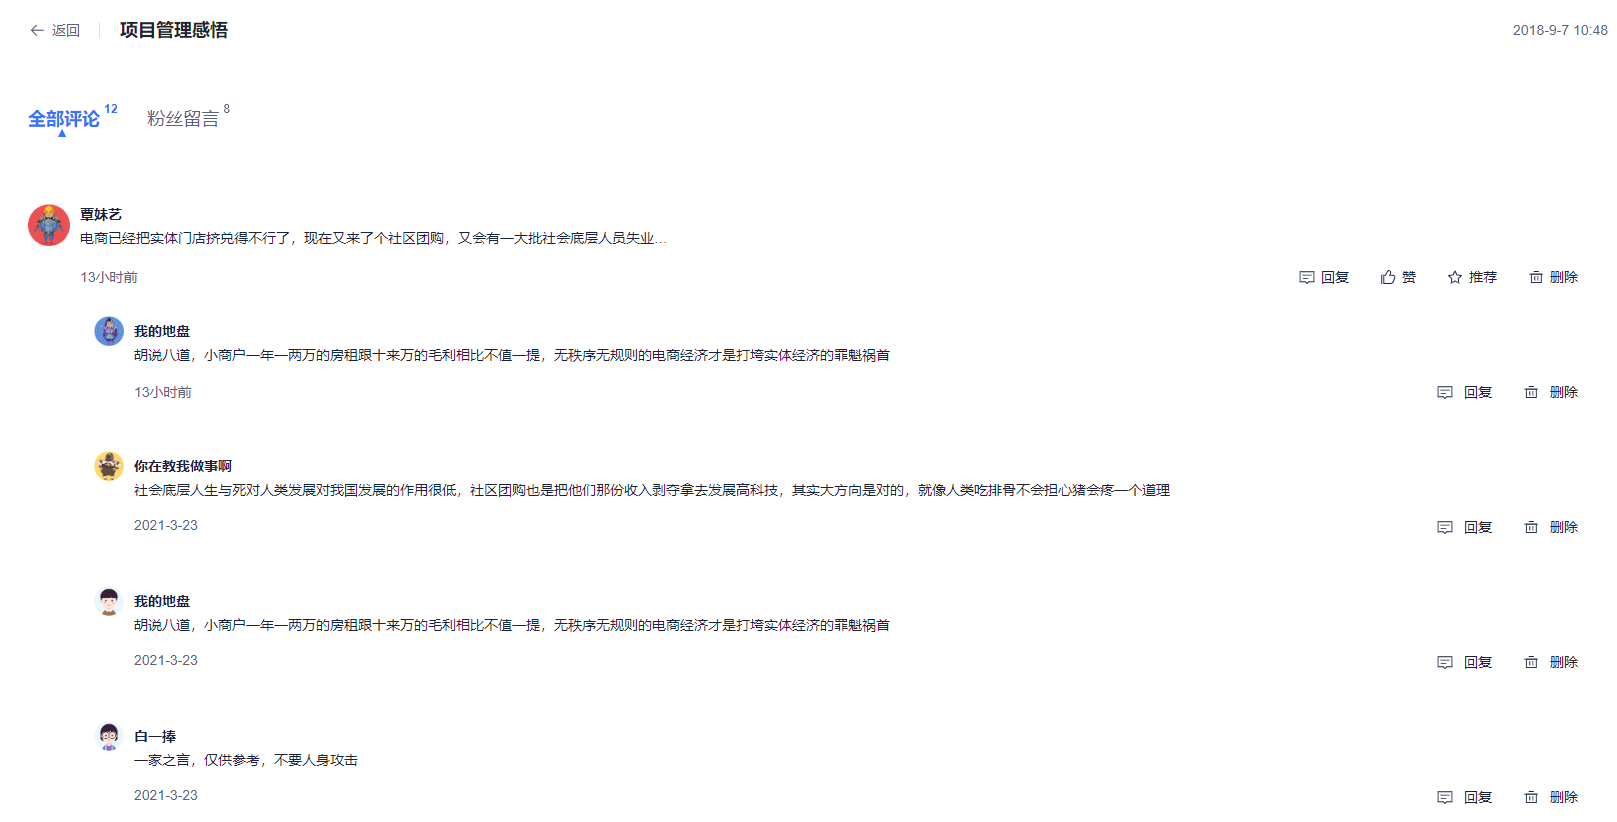 返回 项目管理感悟 2018-9-7 10:48
全部评论 12 粉丝留言 8
覃妹艺
电商已经把实体门店挤兑得不行了，现在又来了个社区团购，又会有一大批社会底层人员失业...
13小时前 回复 赞 推荐 删除
我的地盘
胡说八道，小商户一年一两万的房租跟十来万的毛利相比不值一提，无秩序无规则的电商经济才是打垮实体经济的罪魁祸首
13小时前 回复 删除
你在教我做事啊
社会底层人生与死对人类发展对我国发展的作用很低，社区团购也是把他们那份收入剥夺拿去发展高科技，其实大方向是对的，就像人类吃排骨不会担心猪会疼一个道理
2021-3-23 回复 删除
我的地盘
胡说八道，小商户一年一两万的房租跟十来万的毛利相比不值一提，无秩序无规则的电商经济才是打垮实体经济的罪魁祸首
2021-3-23 回复 删除
白一捧
一家之言，仅供参考，不要人身攻击
2021-3-23 回复 删除